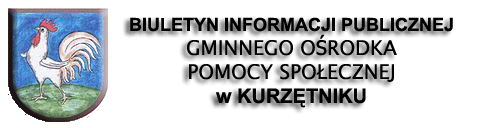 BIULETYN INFORMACJI PUBLICZNEJ
GMINNEGO OŚRODKA
POMOCY SPOŁECZNEJ
w KURZĘTNIKU